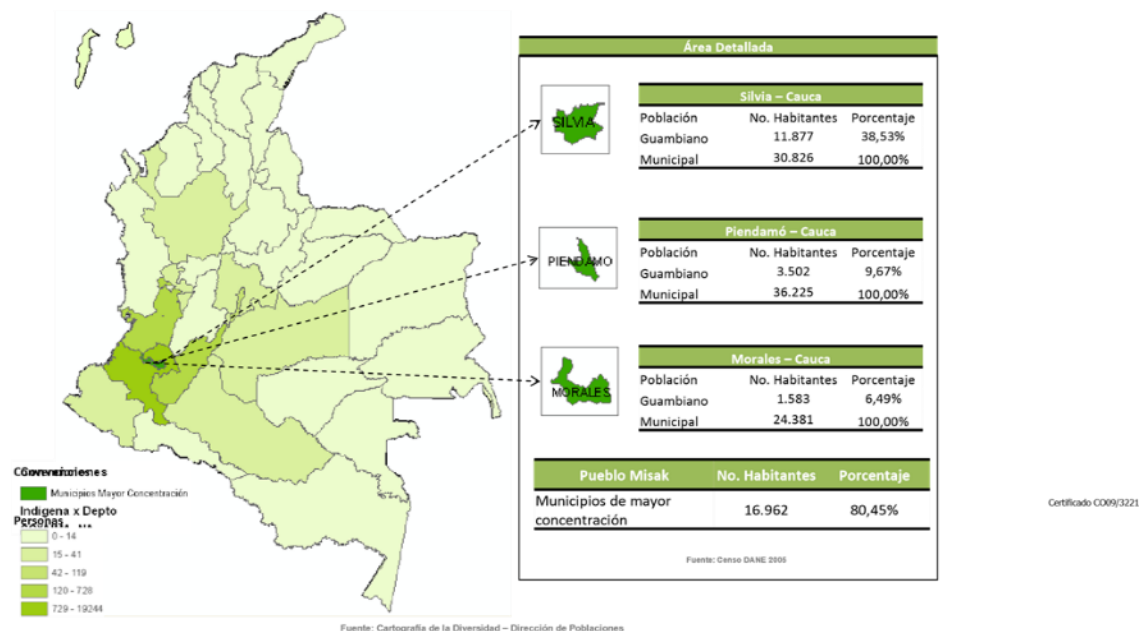 Área Detallada
SILVIA
Silvia – Cauca
Población No. Habitantes Porcentaje
Guambiano 11.877 38,53%
Municipal 30.826 100,00%
PIENDAMO
Piendamó – Cauca
Población No. Habitantes Porcentaje
Guambiano 3.502 9,67%
Municipal 36.225 100,00%
MORALES
Morales – Cauca
Población No. Habitantes Porcentaje
Guambiano 1.583 6,49%
Municipal 24.381 100,00%
Pueblo Misak No. Habitantes Porcentaje
Municipios de mayor
concentración 16.962 80,45%
Fuente: Censo DANE 2005
Certificado CO09/3221
Convenciones
Municipios Mayor Concentración
Indigena x Depto
Personas
0 - 14
15 - 41
42 - 119
120 - 728
729 - 19244
Fuente: Cartografía de la Diversidad – Dirección de Poblaciones